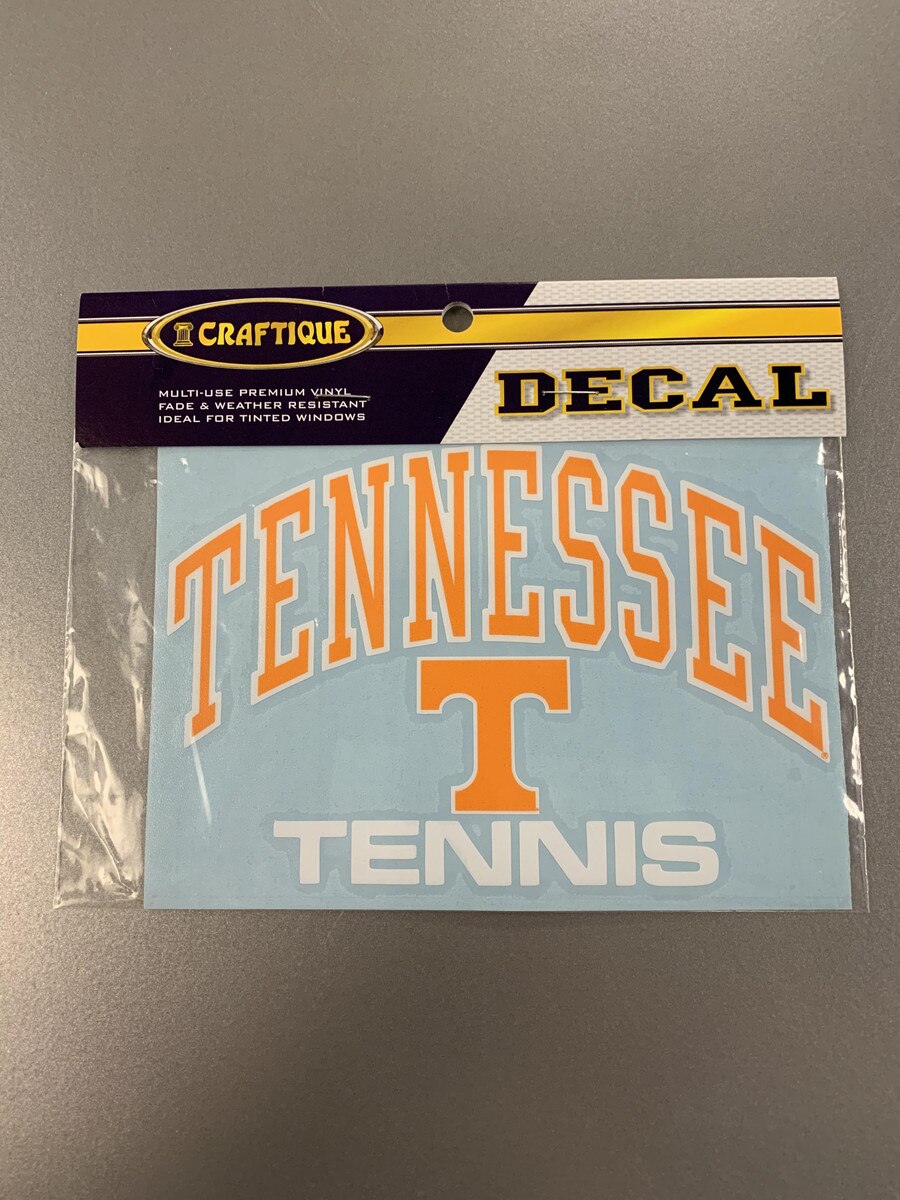 CRAFTIQUE
MULTI-USE PREMIUM VINYL
FADE & WEATHER RESISTANT
IDEAL FOR TINTED WINDOWS
DECAL
TENNESSEE
T
TENNIS